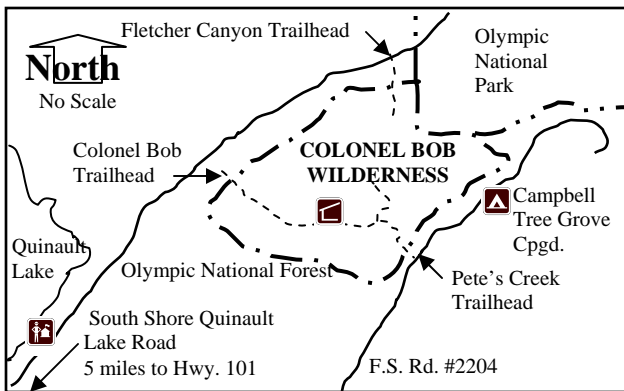 Fletcher Canyon Trailhead
Olympic
National
Park
North
No Scale
Colonel Bob
Trailhead
COLONEL BOB
WILDERNESS
Campbell
Tree Grove
Cpgd.
Quinault
Lake
Olympic National Forest
Pete's Creek
Trailhead
South Shore Quinault
Lake Road
5 miles to Hwy. 101
F.S. Rd. #2204